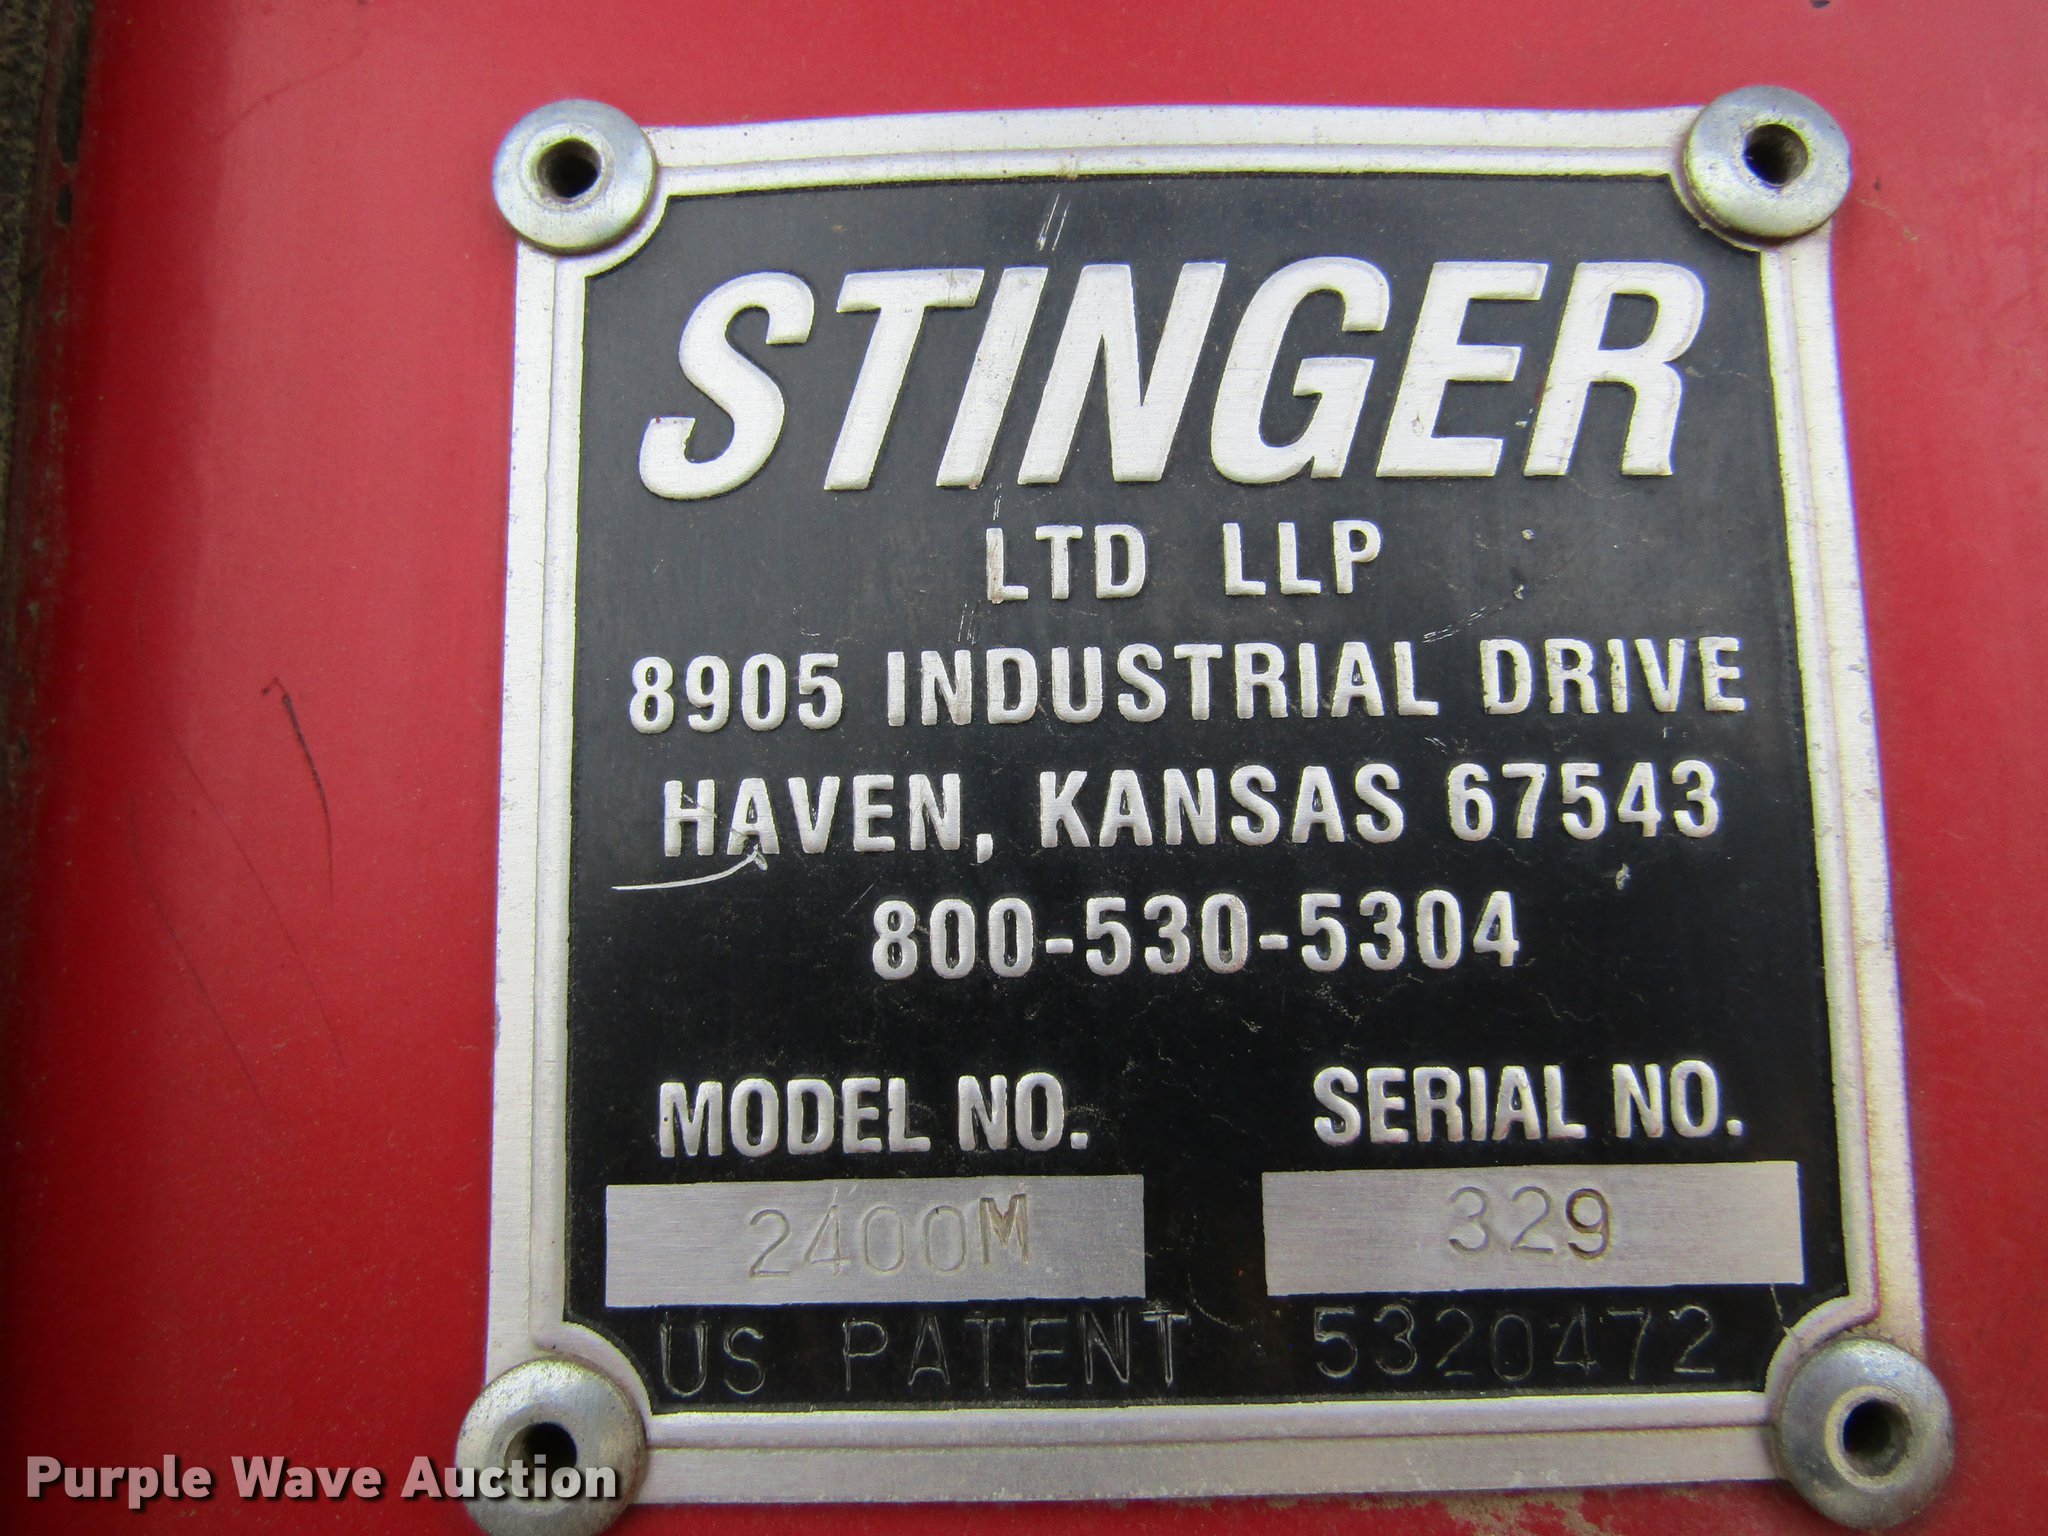 STINGER
LTD LLP
8905 INDUSTRIAL DRIVE
HAVEN, KANSAS 67543
800-530-5304
MODEL NO. SERIAL NO.
2400M 329
US PATENT 5320472
Purple Wave Auction